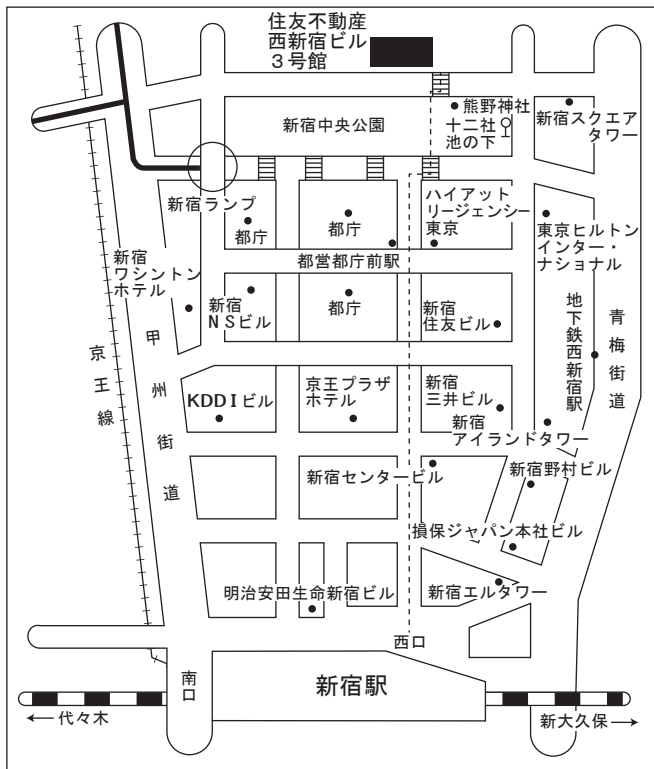 住友不動産
西新宿ビル
3号館
熊野神社
十二社
池の下
新宿スクエア
タワー
新宿中央公園
新宿ランプ
都庁
都庁
ハイアット
リージェンシー
東京
東京ヒルトン
インター・
ナショナル
都営都庁前駅
新宿
ワシントン
ホテル
新宿
NSビル
都庁
新宿
住友ビル
地下鉄西新宿駅
青梅街道
京王線
甲州街道
KDDIビル
京王プラザ
ホテル
新宿
三井ビル
新宿
アイランドタワー
新宿センタービル
新宿野村ビル
損保ジャパン本社ビル
明治安田生命新宿ビル
新宿エルタワー
西口
南口
新宿駅
←代々木
新大久保→